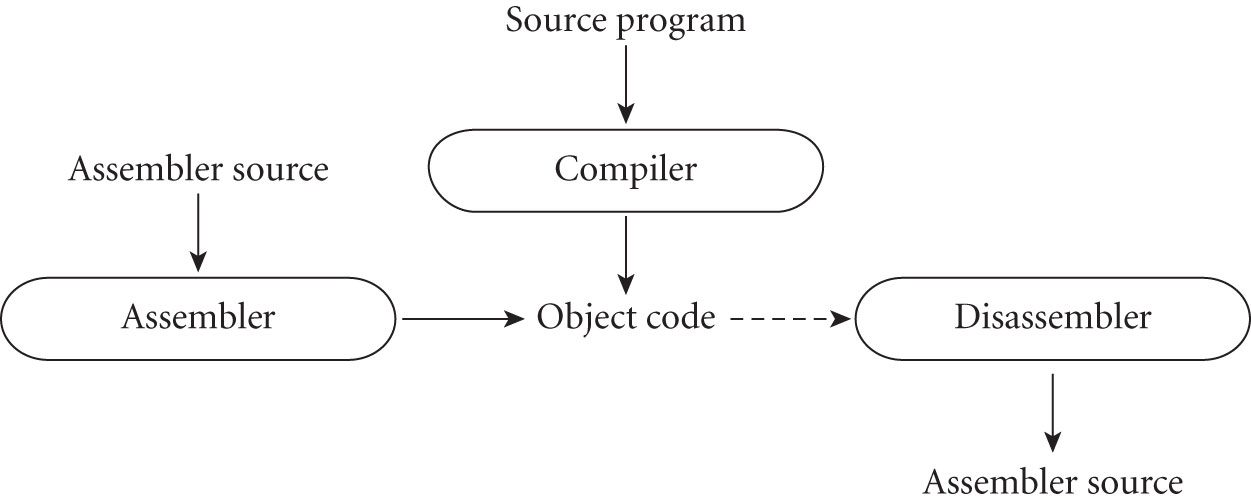 Source program
Compiler
Assembler source
Assembler
Object code
Disassembler
Assembler source